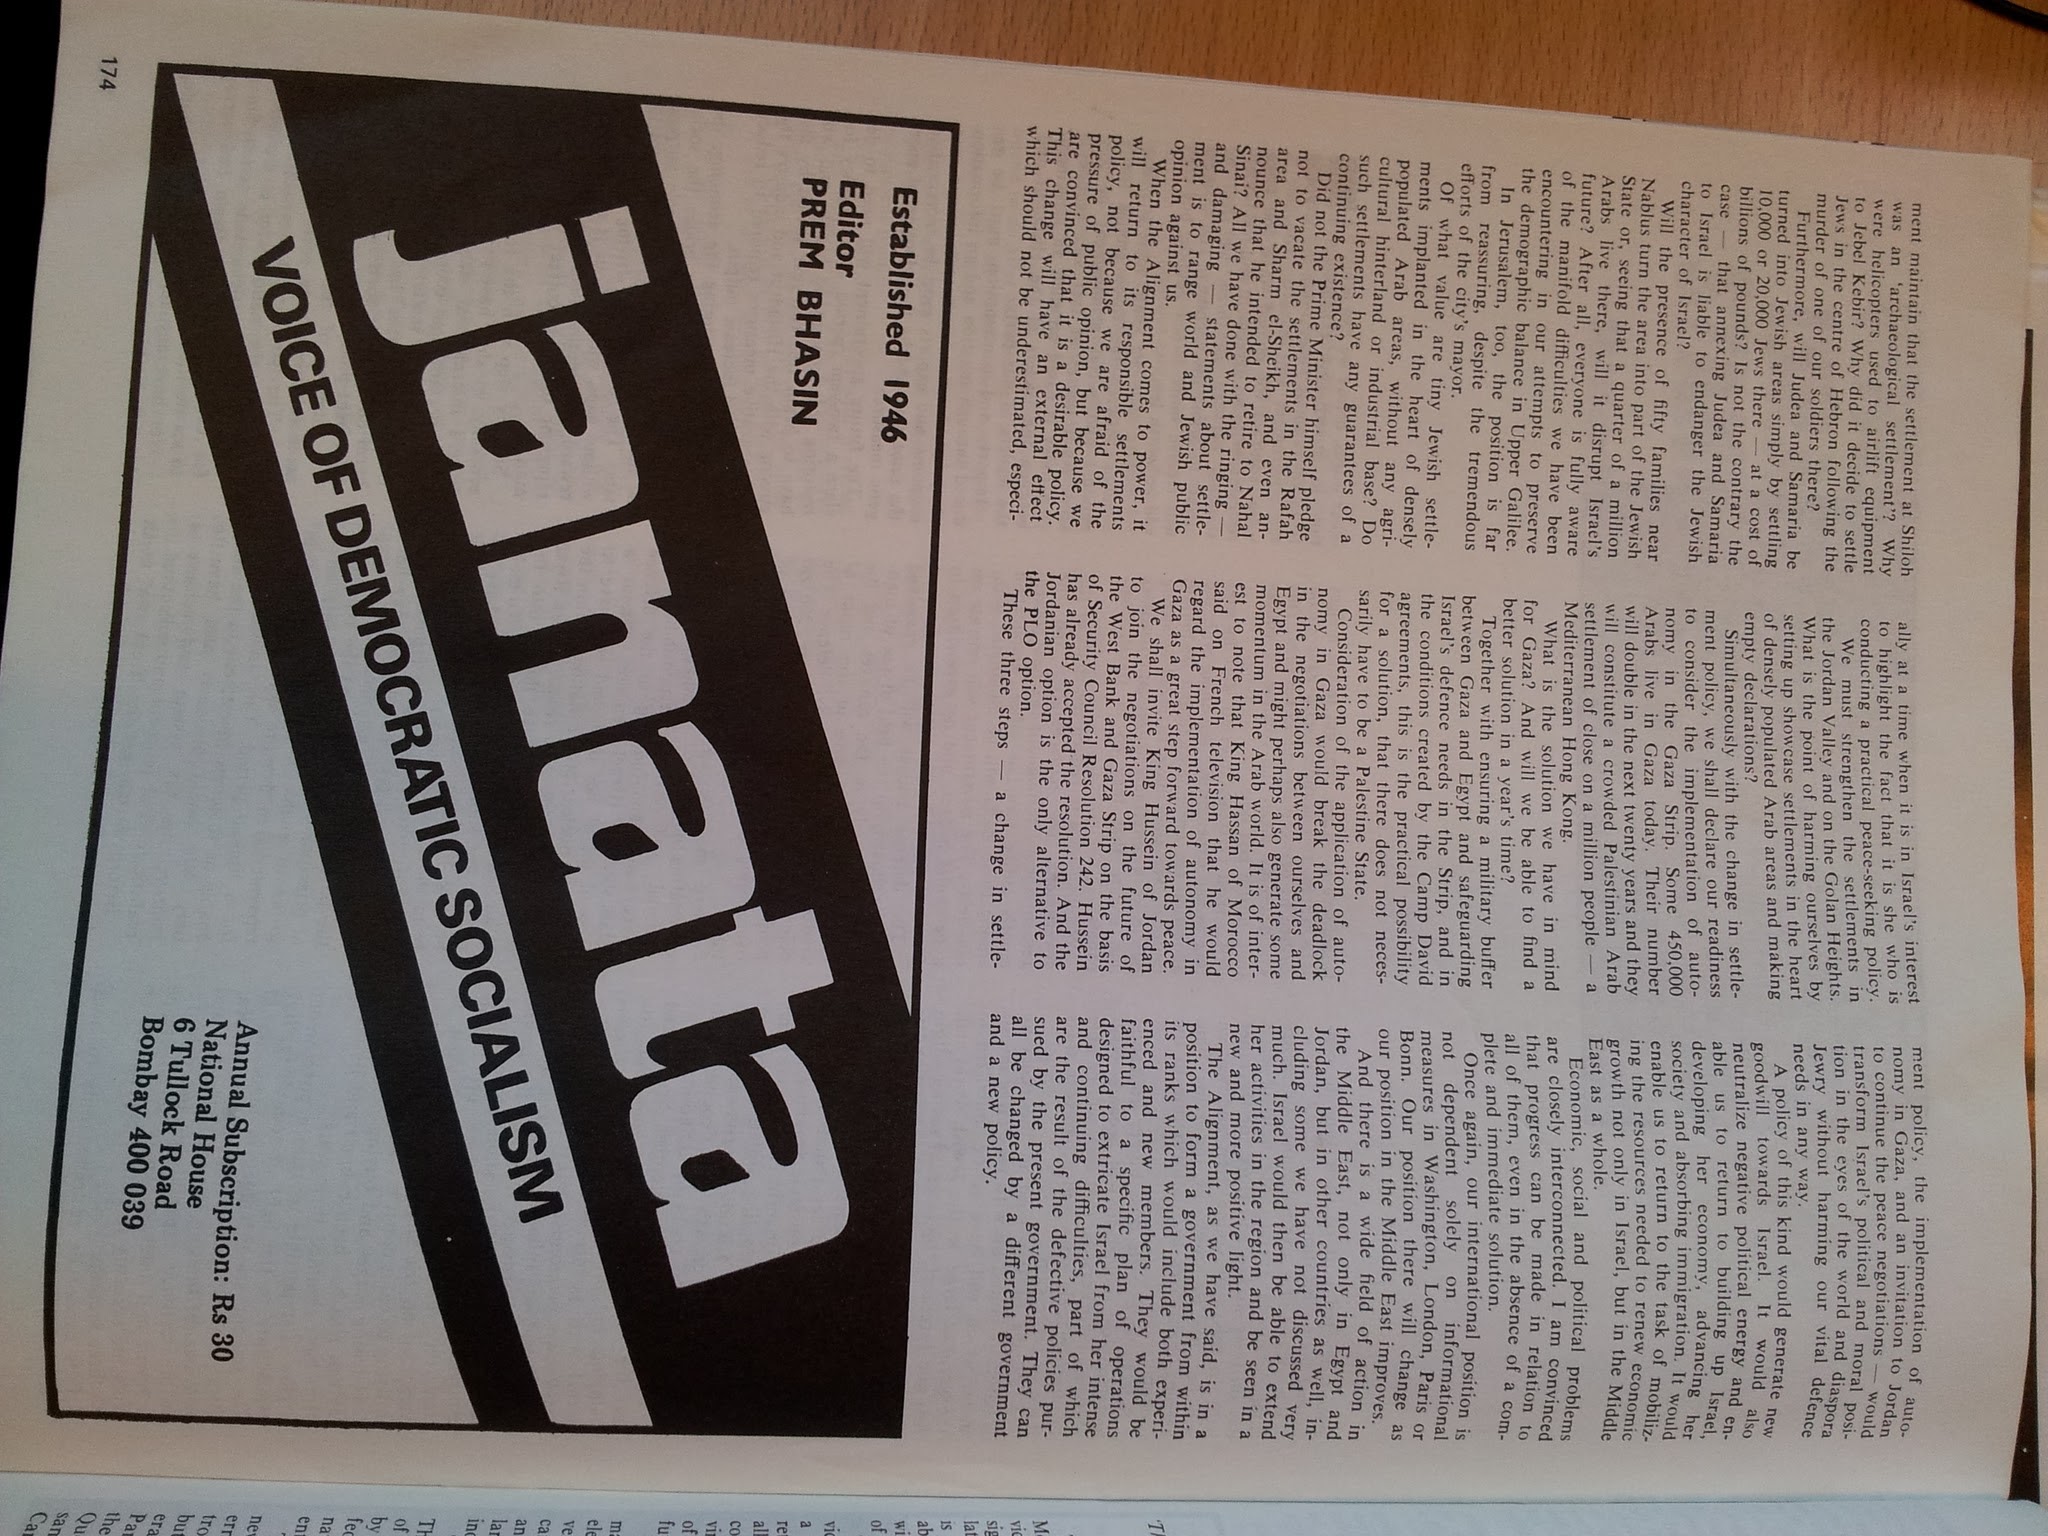 ment maintain that the settlement at Shiloh
was an 'archaeological settlement'? Why
were helicopters used to airlift equipment
to Jebel Kebir? Why did it decide to settle
Jews in the centre of Hebron following the
murder of one of our soldiers there?
Furthermore, will Judea and Samaria be
turned into Jewish areas simply by settling
10,000 or 20,000 Jews there — at a cost of
billions of pounds? Is not the contrary the
case — that annexing Judea and Samaria
to Israel is liable to endanger the Jewish
character of Israel?
Will the presence of fifty families near
Nablus turn the area into part of the Jewish
State or, seeing that a quarter of a million
Arabs live there, will it disrupt Israel's
future? After all, everyone is fully aware
of the manifold difficulties we have been
encountering in our attempts to preserve
the demographic balance in Upper Galilee.
In Jerusalem, too, the position is far
from reassuring, despite the tremendous
efforts of the city's mayor.
Of what value are tiny Jewish settle-
ments implanted in the heart of densely
populated Arab areas, without any agri-
cultural hinterland or industrial base? Do
such settlements have any guarantees of a
continuing existence?
Did not the Prime Minister himself pledge
not to vacate the settlements in the Rafah
area and Sharm el-Sheikh, and even an-
nounce that he intended to retire to Nahal
Sinai? All we have done with the ringing —
and damaging — statements about settle-
ment is to range world and Jewish public
opinion against us.
When the Alignment comes to power, it
will return to its responsible settlements
policy, not because we are afraid of the
pressure of public opinion, but because we
are convinced that it is a desirable policy.
This change will have an external effect
which should not be underestimated, especi-
ally at a time when it is in Israel's interest
to highlight the fact that it is she who is
conducting a practical peace-seeking policy.
We must strengthen the settlements in
the Jordan Valley and on the Golan Heights.
What is the point of harming ourselves by
setting up showcase settlements in the heart
of densely populated Arab areas and making
empty declarations?
Simultaneously with the change in settle-
ment policy, we shall declare our readiness
to consider the implementation of auto-
nomy in the Gaza Strip. Some 450,000
Arabs live in Gaza today. Their number
will double in the next twenty years and they
will constitute a crowded Palestinian Arab
settlement of close on a million people — a
Mediterranean Hong Kong.
What is the solution we have in mind
for Gaza? And will we be able to find a
better solution in a year's time?
Together with ensuring a military buffer
between Gaza and Egypt and safeguarding
Israel's defence needs in the Strip, and in
the conditions created by the Camp David
agreements, this is the practical possibility
for a solution, that there does not neces-
sarily have to be a Palestine State.
Consideration of the application of auto-
nomy in Gaza would break the deadlock
in the negotiations between ourselves and
Egypt and might perhaps also generate some
momentum in the Arab world. It is of inter-
est to note that King Hassan of Morocco
said on French television that he would
regard the implementation of autonomy in
Gaza as a great step forward towards peace.
We shall invite King Hussein of Jordan
to join the negotiations on the future of
the West Bank and Gaza Strip on the basis
of Security Council Resolution 242. Hussein
has already accepted the resolution. And the
Jordanian option is the only alternative to
the PLO option.
These three steps — a change in settle-
ment policy, the implementation of auto-
nomy in Gaza, and an invitation to Jordan
to continue the peace negotiations — would
transform Israel's political and moral posi-
tion in the eyes of the world and diaspora
Jewry without harming our vital defence
needs in any way.
A policy of this kind would generate new
goodwill towards Israel. It would also
neutralize negative political energy and en-
able us to return to building up Israel,
developing her economy, advancing her
society and absorbing immigration. It would
enable us to return to the task of mobiliz-
ing the resources needed to renew economic
growth not only in Israel, but in the Middle
East as a whole.
Economic, social and political problems
are closely interconnected. I am convinced
that progress can be made in relation to
all of them, even in the absence of a com-
plete and immediate solution.
Once again, our international position is
not dependent solely on informational
measures in Washington, London, Paris or
Bonn. Our position there will change as
our position in the Middle East improves.
And there is a wide field of action in
the Middle East, not only in Egypt and
Jordan, but in other countries as well, in-
cluding some we have not discussed very
much. Israel would then be able to extend
her activities in the region and be seen in a
new and more positive light.
The Alignment, as we have said, is in a
position to form a government from within
its ranks which would include both experi-
enced and new members. They would be
faithful to a specific plan of operations
designed to extricate Israel from her intense
and continuing difficulties, part of which
are the result of the defective policies pur-
sued by the present government. They can
all be changed by a different government
and a new policy.
Established 1946
Editor
PREM BHASIN
janata
VOICE OF DEMOCRATIC SOCIALISM
Annual Subscription: Rs 30
National House
6 Tullock Road
Bombay 400 039
174